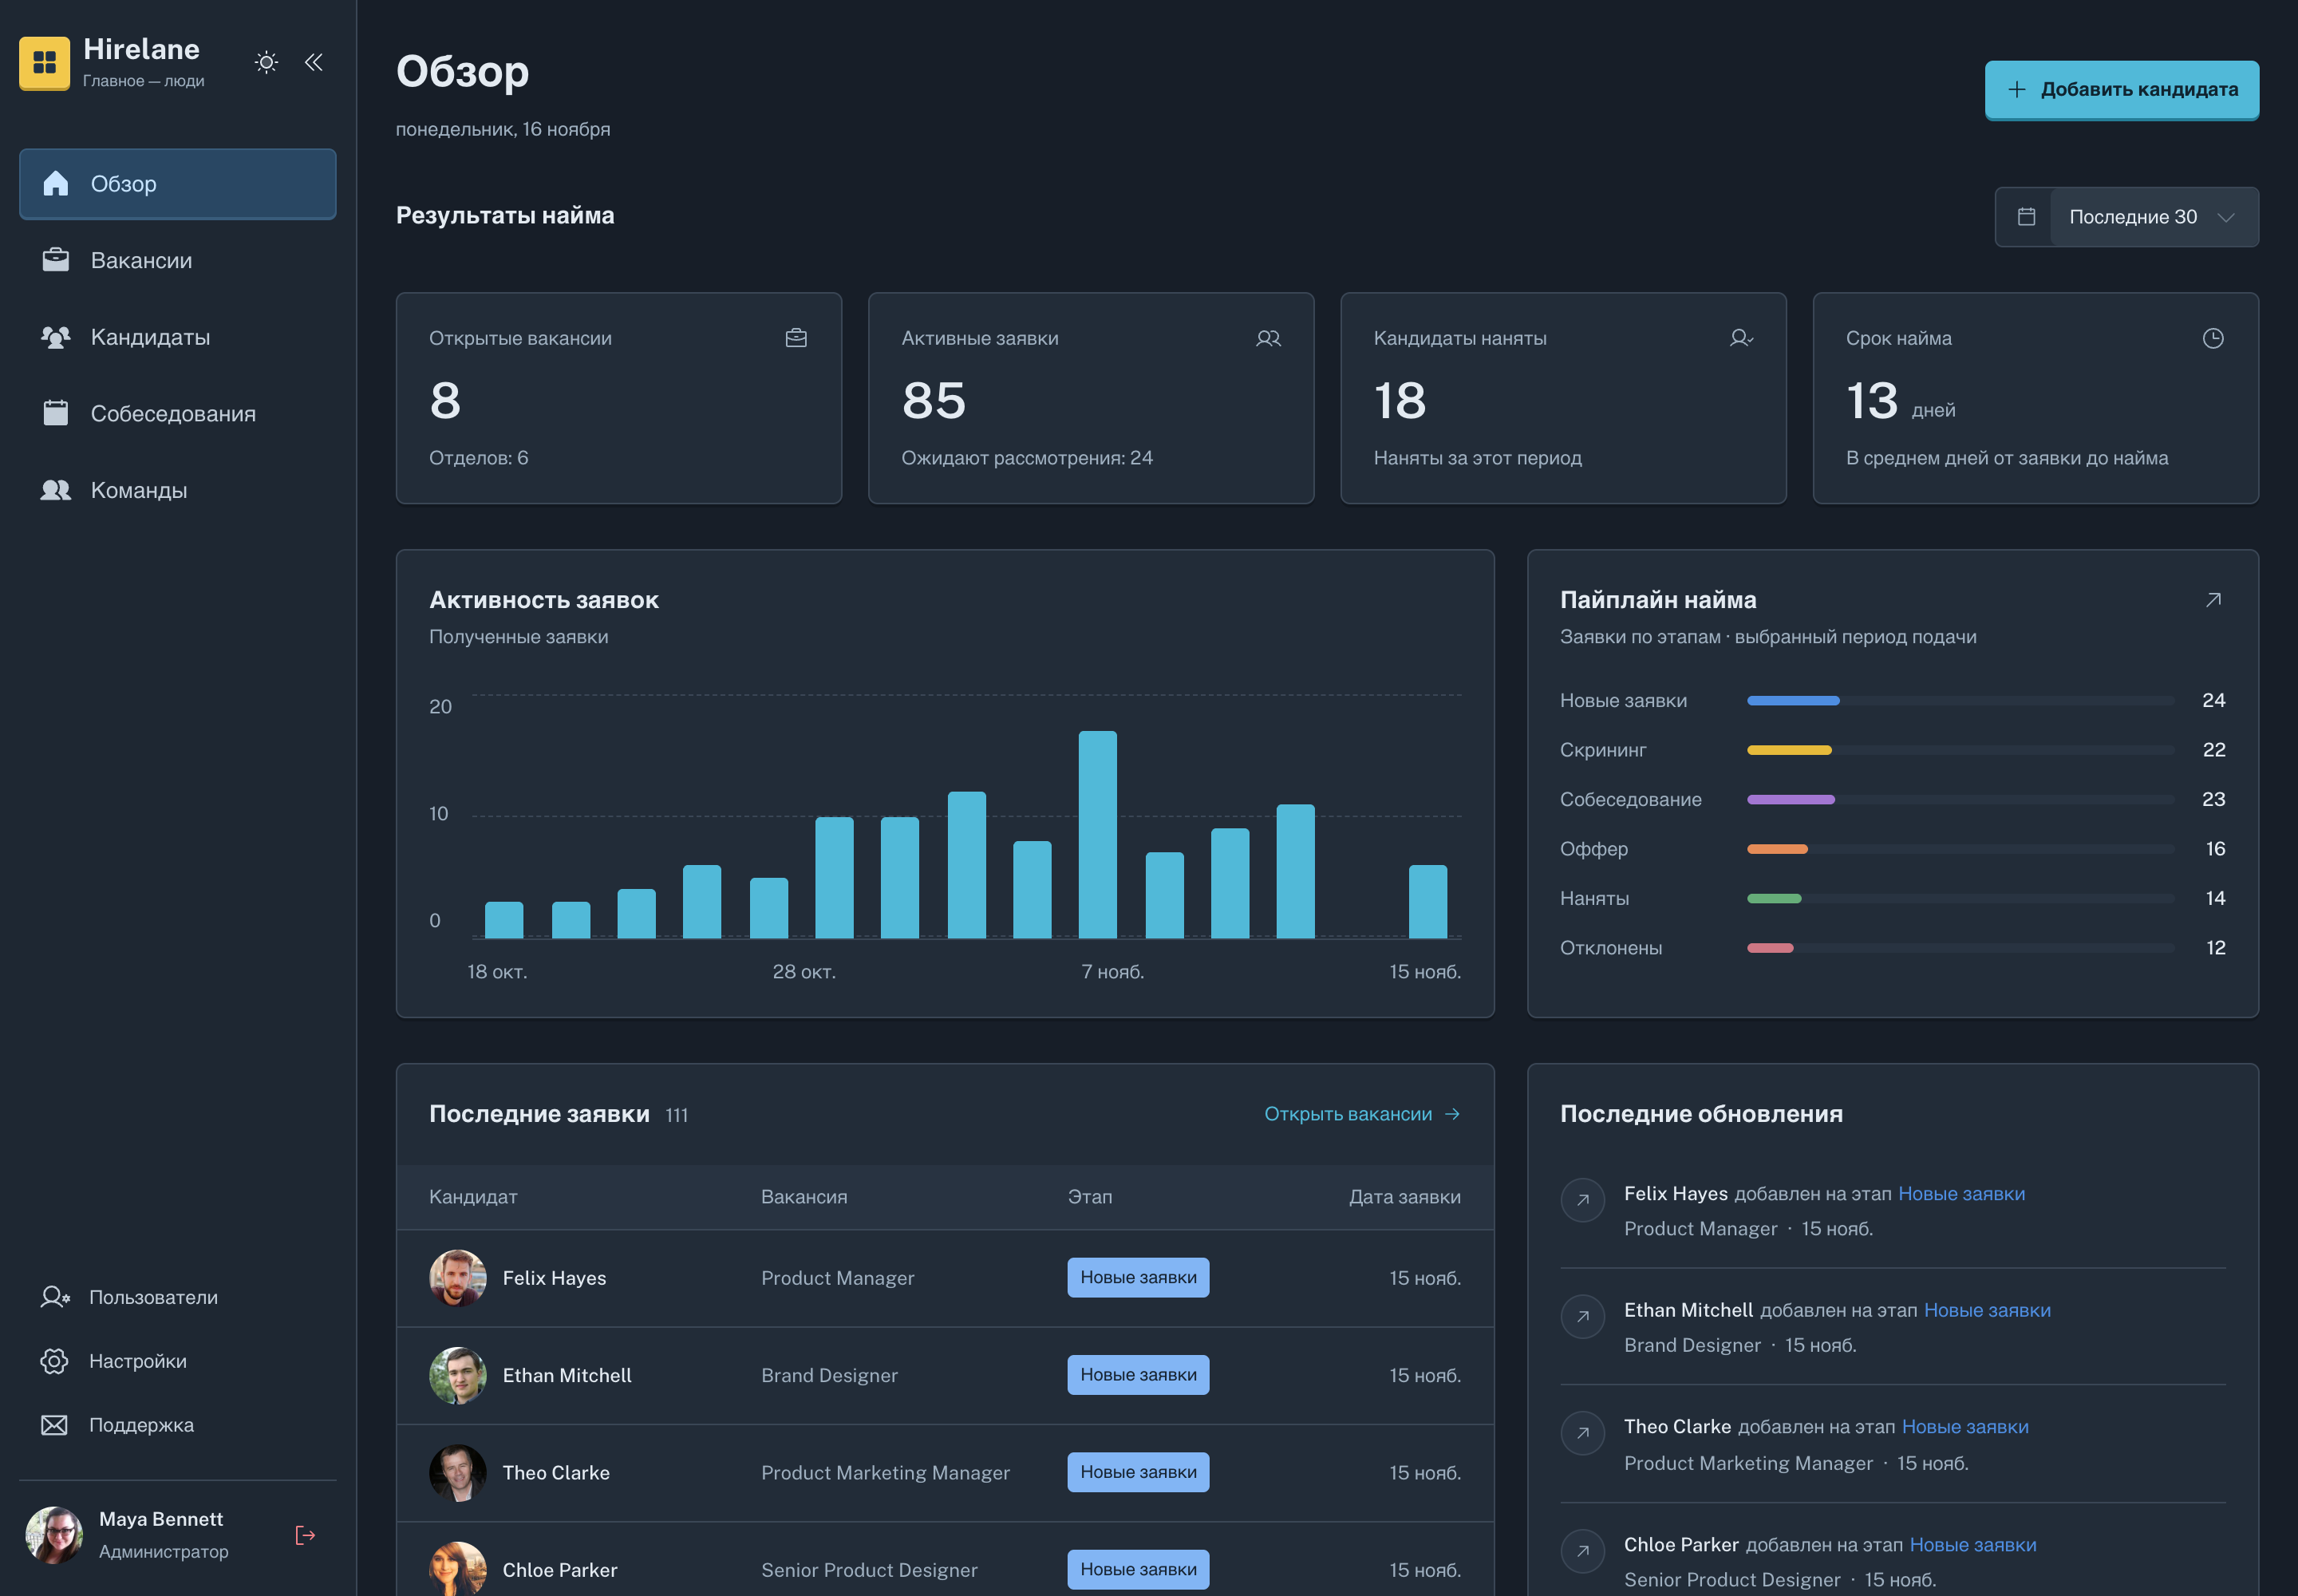 Hirelane
Главное — люди
Обзор
Вакансии
Кандидаты
Собеседования
Команды
Пользователи
Настройки
Поддержка
Maya Bennett
Администратор
Обзор
понедельник, 16 ноября
Добавить кандидата
Результаты найма
Последние 30
Открытые вакансии
8
Отделов: 6
Активные заявки
85
Ожидают рассмотрения: 24
Кандидаты наняты
18
Наняты за этот период
Срок найма
13 дней
В среднем дней от заявки до найма
Активность заявок
Полученные заявки
20
10
0
18 окт. 28 окт. 7 нояб. 15 нояб.
Пайплайн найма
Заявки по этапам · выбранный период подачи
Новые заявки 24
Скрининг 22
Собеседование 23
Оффер 16
Наняты 14
Отклонены 12
Последние заявки 111
Открыть вакансии
Кандидат Вакансия Этап Дата заявки
Felix Hayes Product Manager Новые заявки 15 нояб.
Ethan Mitchell Brand Designer Новые заявки 15 нояб.
Theo Clarke Product Marketing Manager Новые заявки 15 нояб.
Chloe Parker Senior Product Designer Новые заявки 15 нояб.
Последние обновления
Felix Hayes добавлен на этап Новые заявки
Product Manager · 15 нояб.
Ethan Mitchell добавлен на этап Новые заявки
Brand Designer · 15 нояб.
Theo Clarke добавлен на этап Новые заявки
Product Marketing Manager · 15 нояб.
Chloe Parker добавлен на этап Новые заявки
Senior Product Designer · 15 нояб.